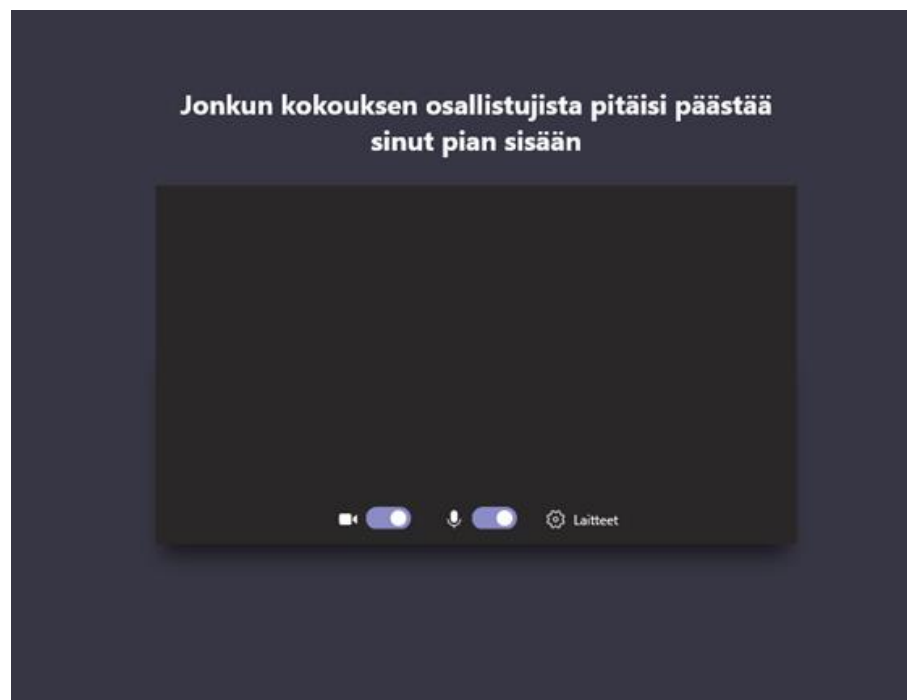 Jonkun kokouksen osallistujista pitäisi päästää
sinut pian sisään
Laitteet